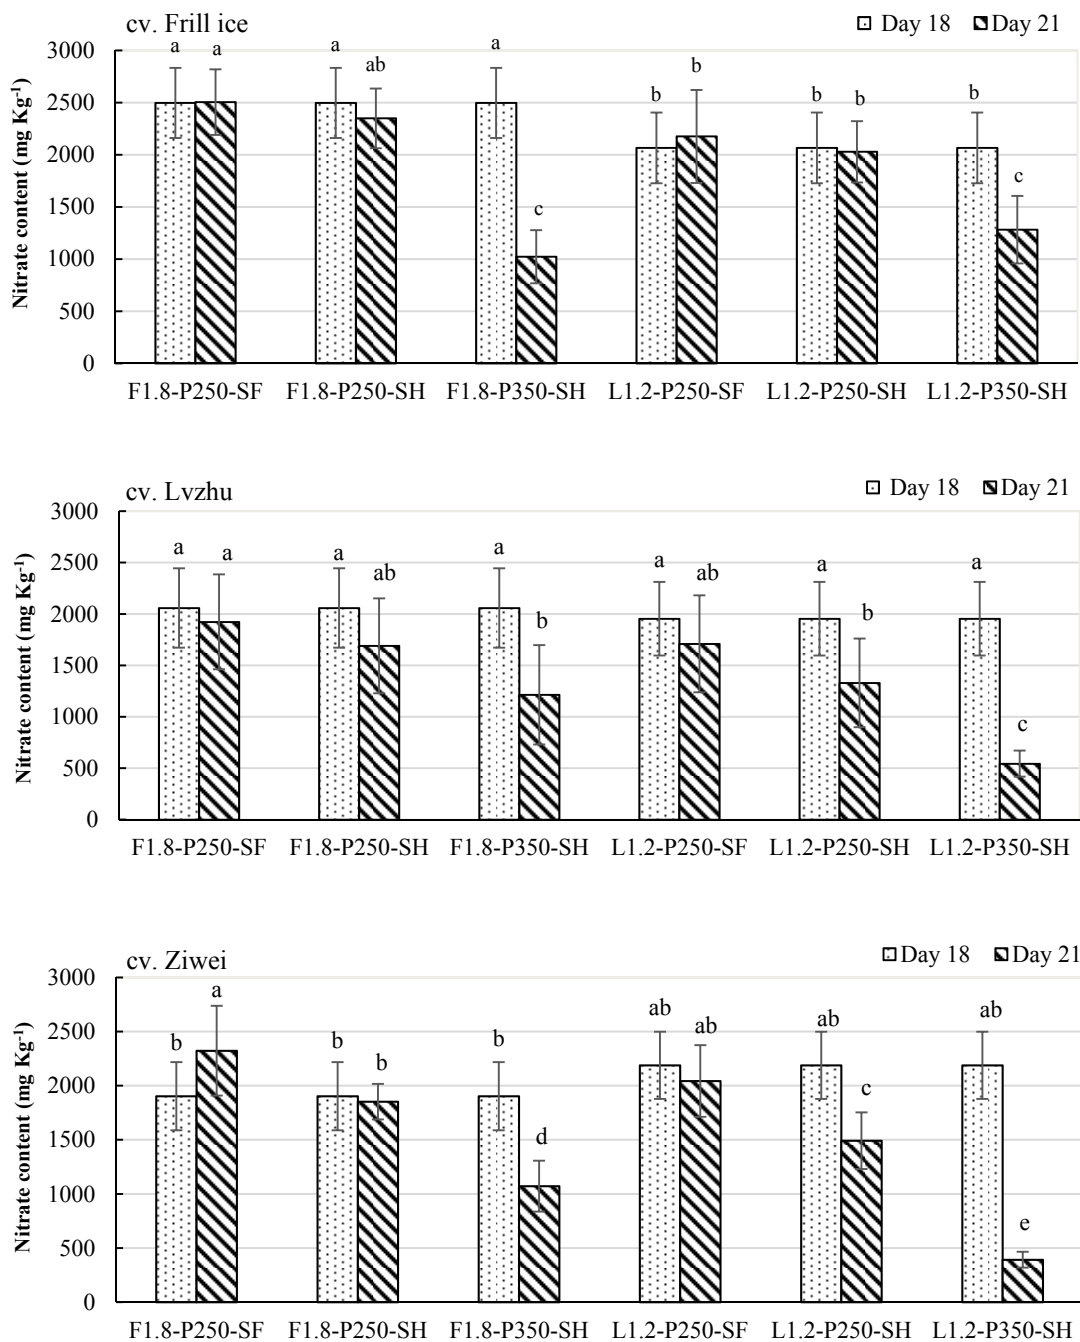 cv. Frill ice
Day 18 Day 21
Nitrate content (mg Kg⁻¹)
3000
2500
2000
1500
1000
500
0
a a a ab a c b b b b b c
F1.8-P250-SF F1.8-P250-SH F1.8-P350-SH L1.2-P250-SF L1.2-P250-SH L1.2-P350-SH
cv. Lvzhu
Day 18 Day 21
Nitrate content (mg Kg⁻¹)
3000
2500
2000
1500
1000
500
0
a a a ab a b a ab a b a c
F1.8-P250-SF F1.8-P250-SH F1.8-P350-SH L1.2-P250-SF L1.2-P250-SH L1.2-P350-SH
cv. Ziwei
Day 18 Day 21
Nitrate content (mg Kg⁻¹)
3000
2500
2000
1500
1000
500
0
b a b b b d ab ab ab c ab e
F1.8-P250-SF F1.8-P250-SH F1.8-P350-SH L1.2-P250-SF L1.2-P250-SH L1.2-P350-SH